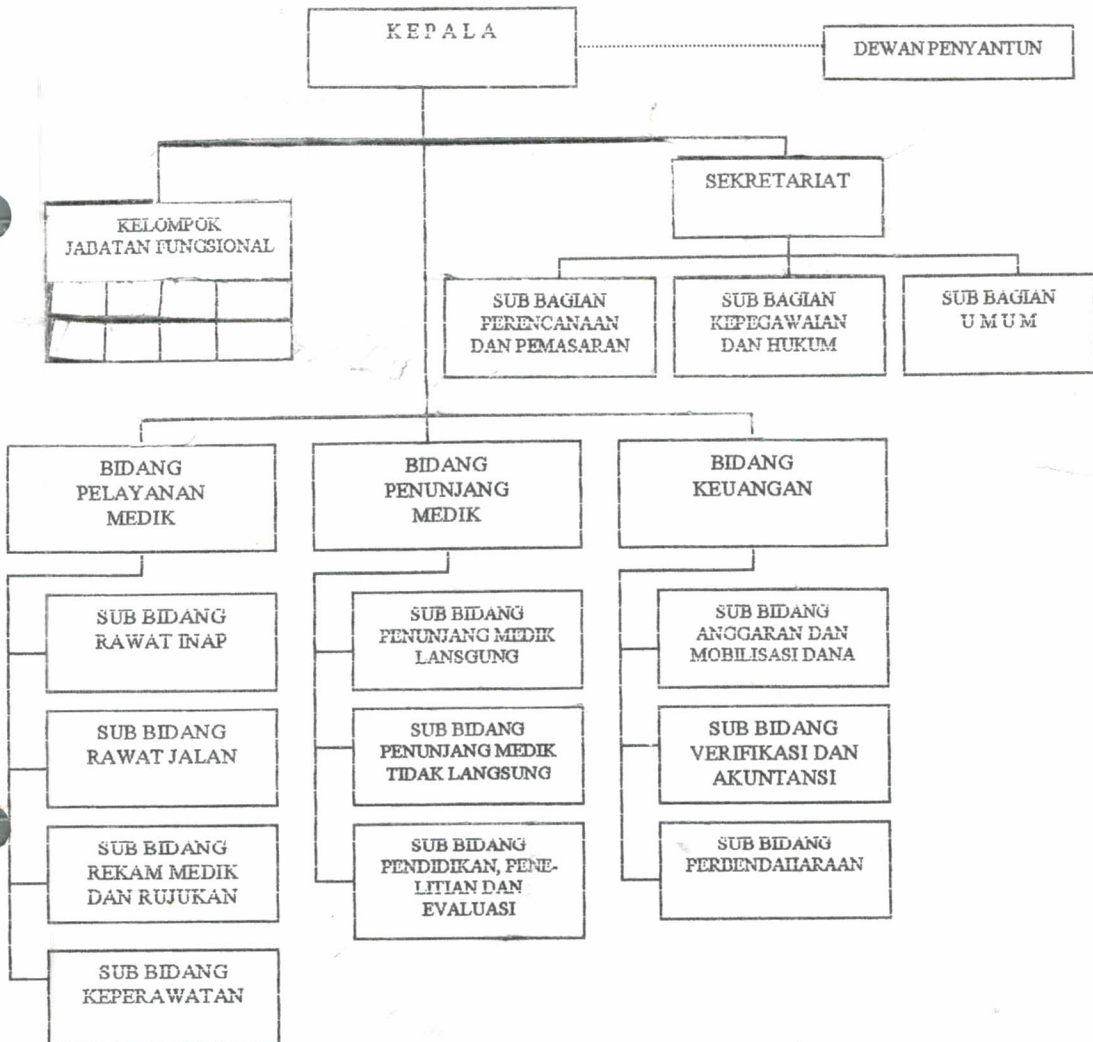 KEPALA
DEWAN PENYANTUN
SEKRETARIAT
KELOMPOK
JABATAN FUNGSIONAL
SUB BAGIAN
PERENCANAAN
DAN PEMASARAN
SUB BAGIAN
KEPEGAWAIAN
DAN HUKUM
SUB BAGIAN
UMUM
BIDANG
PELAYANAN
MEDIK
BIDANG
PENUNJANG
MEDIK
BIDANG
KEUANGAN
SUB BIDANG
RAWAT INAP
SUB BIDANG
RAWAT JALAN
SUB BIDANG
REKAM MEDIK
DAN RUJUKAN
SUB BIDANG
KEPERAWATAN
SUB BIDANG
PENUNJANG MEDIK
LANSGUNG
SUB BIDANG
PENUNJANG MEDIK
TIDAK LANGSUNG
SUB BIDANG
PENDIDIKAN, PENE-
LITIAN DAN
EVALUASI
SUB BIDANG
ANGGARAN DAN
MOBILISASI DANA
SUB BIDANG
VERIFIKASI DAN
AKUNTANSI
SUB BIDANG
PERBENDAHARAAN